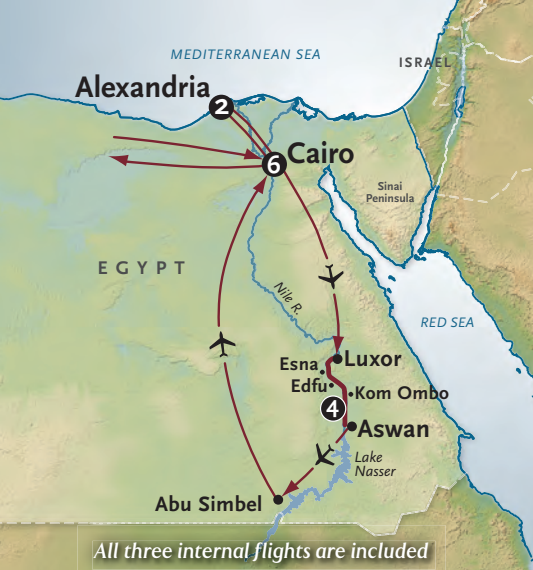 MEDITERRANEAN SEA
ISRAEL
Alexandria
2
6
Cairo
Sinai
Peninsula
EGYPT
Nile R.
RED SEA
Luxor
Esna
Edfu
Kom Ombo
4
Aswan
Lake
Nasser
Abu Simbel
All three internal flights are included